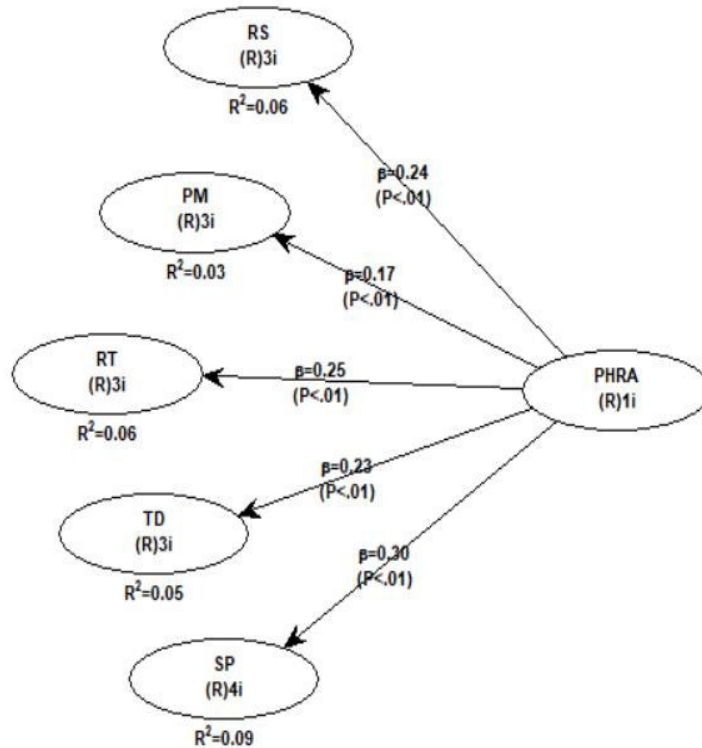 RS
(R)3i
R²=0.06
β=0.24
(P<.01)
PM
(R)3i
R²=0.03
β=0.17
(P<.01)
RT
(R)3i
R²=0.06
β=0.25
(P<.01)
PHRA
(R)1i
TD
(R)3i
R²=0.05
β=0.23
(P<.01)
SP
(R)4i
R²=0.09
β=0.30
(P<.01)